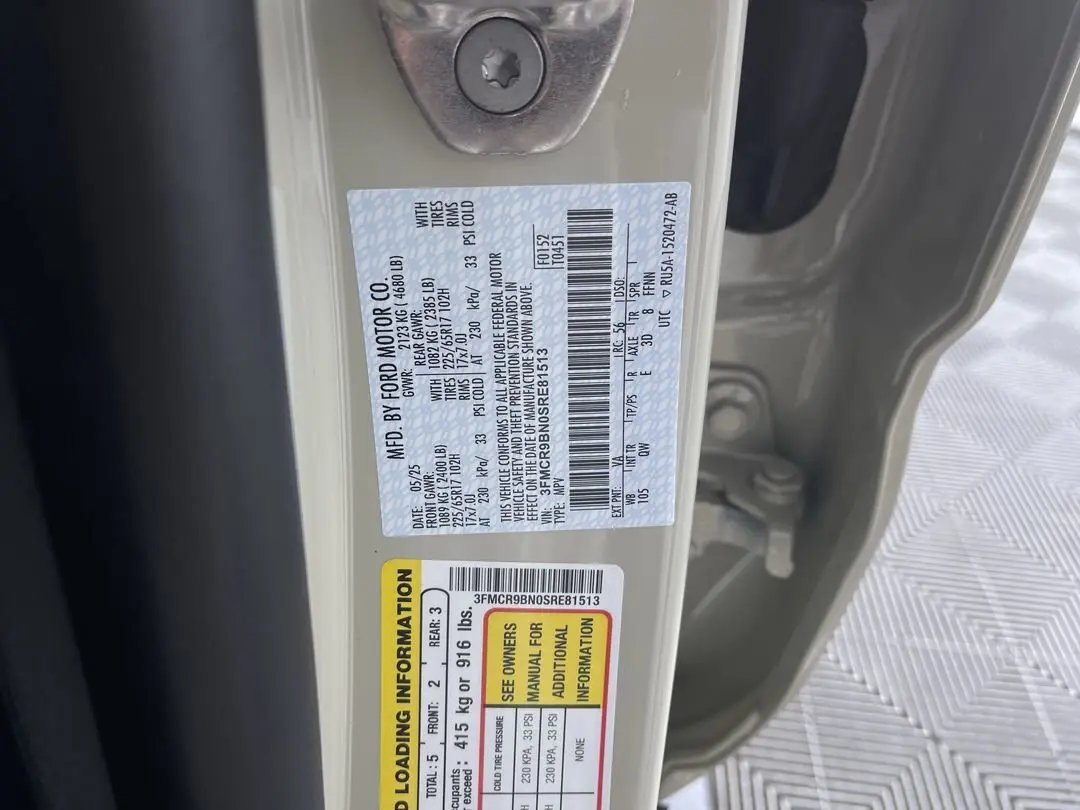 MFD. BY FORD MOTOR CO.
DATE: 05/25 GVWR: 2123 KG ( 4680 LB)
FRONT GAWR: REAR GAWR:
1089 KG ( 2400 LB) WITH 1082 KG ( 2385 LB) WITH
225/65R17 102H TIRES 225/65R17 102H TIRES
17x7.0J RIMS 17x7.0J RIMS
AT 230 kPa/ 33 PSI COLD AT 230 kPa/ 33 PSI COLD
THIS VEHICLE CONFORMS TO ALL APPLICABLE FEDERAL MOTOR
VEHICLE SAFETY AND THEFT PREVENTION STANDARDS IN
EFFECT ON THE DATE OF MANUFACTURE SHOWN ABOVE.
VIN: 3FMCR9BN0SRE81513 F0152
TYPE: MPV T0451
EXT PNT: VA RC: 56 DSO:
WB INT TR TP/PS R AXLE TR SPR
105 QW E 3D 8 FFNN
UTC ▽ RU5A-1520472-AB
D LOADING INFORMATION
TOTAL: 5 FRONT: 2 REAR: 3
ccupants :
r exceed : 415 kg or 916 lbs.
3FMCR9BN0SRE81513
COLD TIRE PRESSURE
230 KPA, 33 PSI
230 KPA, 33 PSI
NONE
SEE OWNERS
MANUAL FOR
ADDITIONAL
INFORMATION
H
H